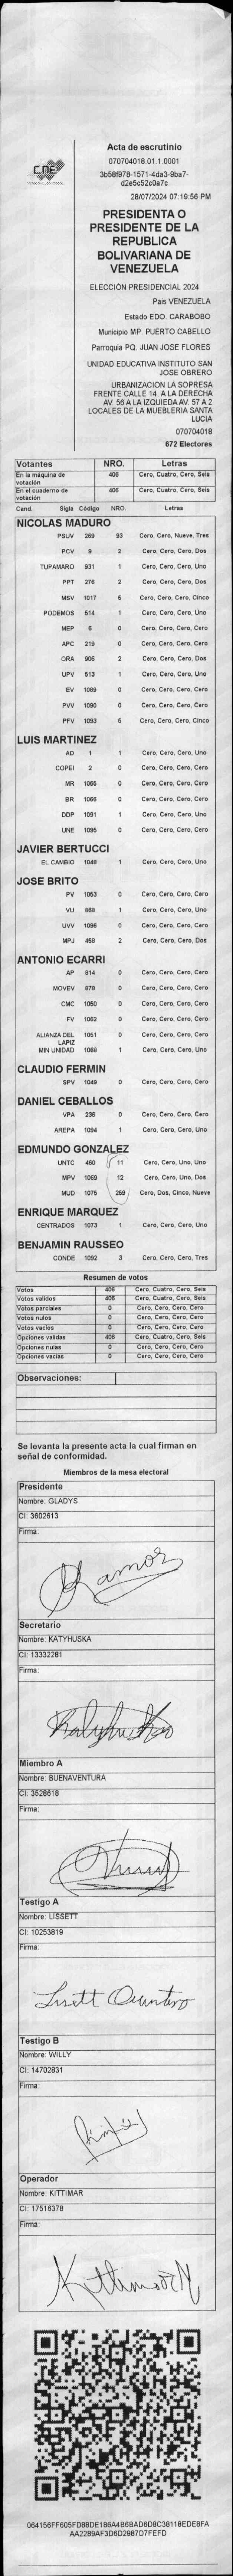 CNE
Acta de escrutinio
070704018.01.1.0001
3b58f978-1571-4da3-8ba7-
d2e5c52c0a7c
28/07/2024 07:19:56 PM
PRESIDENTA O
PRESIDENTE DE LA
REPUBLICA
BOLIVARIANA DE
VENEZUELA
ELECCIÓN PRESIDENCIAL 2024
Pais VENEZUELA
Estado EDO. CARABOBO
Municipio MP. PUERTO CABELLO
Parroquia PQ. JUAN JOSE FLORES
UNIDAD EDUCATIVA INSTITUTO SAN
JOSE OBRERO
URBANIZACION LA SOPRESA
FRENTE CALLE 14, A LA DERECHA
AV. 56 A LA IZQUIEDA AV. 57 A 2
LOCALES DE LA MUEBLERIA SANTA
LUCIA
070704018
672 Electores
Votantes NRO. Letras
En la máquina de votación 406 Cero, Cuatro, Cero, Seis
En el cuaderno de votación 406 Cero, Cuatro, Cero, Seis
Cand. Sigla Código NRO. Letras
NICOLAS MADURO
PSUV 269 93 Cero, Cero, Nueve, Tres
PCV 9 2 Cero, Cero, Cero, Dos
TUPAMARO 931 1 Cero, Cero, Cero, Uno
PPT 276 2 Cero, Cero, Cero, Dos
MSV 1017 5 Cero, Cero, Cero, Cinco
PODEMOS 514 1 Cero, Cero, Cero, Uno
MEP 6 0 Cero, Cero, Cero, Cero
APC 219 0 Cero, Cero, Cero, Cero
ORA 906 2 Cero, Cero, Cero, Dos
UPV 513 1 Cero, Cero, Cero, Uno
EV 1089 0 Cero, Cero, Cero, Cero
PVV 1090 0 Cero, Cero, Cero, Cero
PFV 1093 5 Cero, Cero, Cero, Cinco
LUIS MARTINEZ
AD 1 1 Cero, Cero, Cero, Uno
COPEI 2 0 Cero, Cero, Cero, Cero
MR 1065 0 Cero, Cero, Cero, Cero
BR 1066 0 Cero, Cero, Cero, Cero
DDP 1091 1 Cero, Cero, Cero, Uno
UNE 1095 0 Cero, Cero, Cero, Cero
JAVIER BERTUCCI
EL CAMBIO 1048 1 Cero, Cero, Cero, Uno
JOSE BRITO
PV 1053 0 Cero, Cero, Cero, Cero
VU 868 1 Cero, Cero, Cero, Uno
UVV 1096 0 Cero, Cero, Cero, Cero
MPJ 458 2 Cero, Cero, Cero, Dos
ANTONIO ECARRI
AP 814 0 Cero, Cero, Cero, Cero
MOVEV 878 0 Cero, Cero, Cero, Cero
CMC 1050 0 Cero, Cero, Cero, Cero
FV 1062 0 Cero, Cero, Cero, Cero
ALIANZA DEL LAPIZ 1051 0 Cero, Cero, Cero, Cero
MIN UNIDAD 1068 1 Cero, Cero, Cero, Uno
CLAUDIO FERMIN
SPV 1049 0 Cero, Cero, Cero, Cero
DANIEL CEBALLOS
VPA 236 0 Cero, Cero, Cero, Cero
AREPA 1094 1 Cero, Cero, Cero, Uno
EDMUNDO GONZALEZ
UNTC 460 11 Cero, Cero, Uno, Uno
MPV 1069 12 Cero, Cero, Uno, Dos
MUD 1075 259 Cero, Dos, Cinco, Nueve
ENRIQUE MARQUEZ
CENTRADOS 1073 1 Cero, Cero, Cero, Uno
BENJAMIN RAUSSEO
CONDE 1092 3 Cero, Cero, Cero, Tres
Resumen de votos
Votos 406 Cero, Cuatro, Cero, Seis
Votos validos 406 Cero, Cuatro, Cero, Seis
Votos parciales 0 Cero, Cero, Cero, Cero
Votos nulos 0 Cero, Cero, Cero, Cero
Votos vacios 0 Cero, Cero, Cero, Cero
Opciones validas 406 Cero, Cuatro, Cero, Seis
Opciones nulas 0 Cero, Cero, Cero, Cero
Opciones vacias 0 Cero, Cero, Cero, Cero
Observaciones:
Se levanta la presente acta la cual firman en
señal de conformidad.
Miembros de la mesa electoral
Presidente
Nombre: GLADYS
CI: 3602613
Firma:
Ramos
Secretario
Nombre: KATYHUSKA
CI: 13332281
Firma:
Miembro A
Nombre: BUENAVENTURA
CI: 3528618
Firma:
Testigo A
Nombre: LISSETT
CI: 10253819
Firma:
Lisett Quintero
Testigo B
Nombre: WILLY
CI: 14702831
Firma:
Operador
Nombre: KITTIMAR
CI: 17516378
Firma:
064156FF605FD88DE186A4B6BAD6D8C38118EDE8FA
AA2289AF3D6D2987D7FEFD